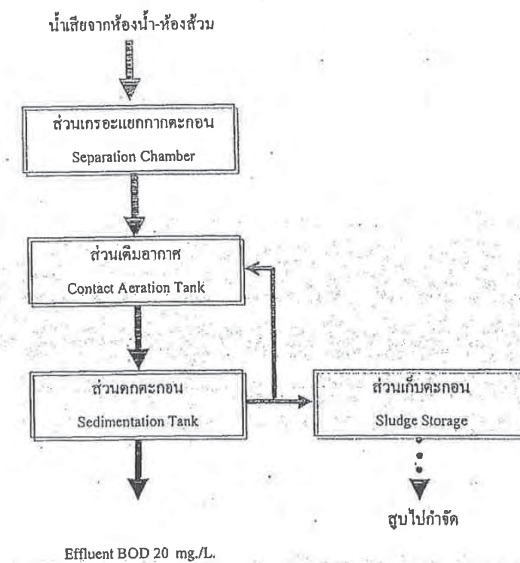 น้ำเสียจากห้องน้ำ-ห้องส้วม
ส่วนเกรอะแยกกากตะกอน
Separation Chamber
ส่วนเติมอากาศ
Contact Aeration Tank
ส่วนตกตะกอน
Sedimentation Tank
ส่วนเก็บตะกอน
Sludge Storage
สูบไปกำจัด
Effluent BOD 20 mg./L.